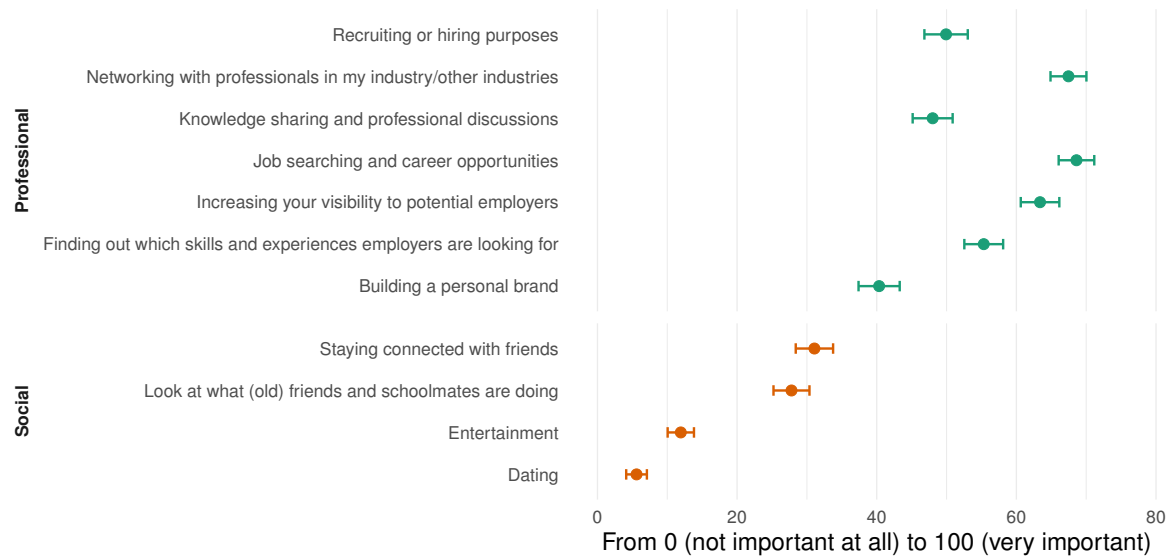 Professional
Recruiting or hiring purposes
Networking with professionals in my industry/other industries
Knowledge sharing and professional discussions
Job searching and career opportunities
Increasing your visibility to potential employers
Finding out which skills and experiences employers are looking for
Building a personal brand
Social
Staying connected with friends
Look at what (old) friends and schoolmates are doing
Entertainment
Dating
0 20 40 60 80
From 0 (not important at all) to 100 (very important)